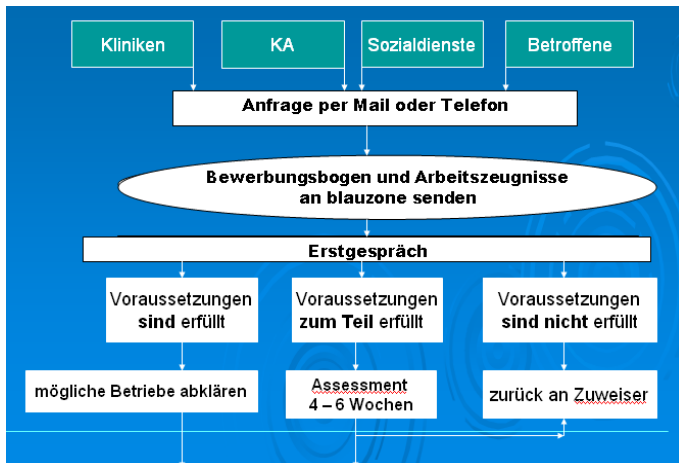 Kliniken
KA
Sozialdienste
Betroffene
Anfrage per Mail oder Telefon
Bewerbungsbogen und Arbeitszeugnisse
an blauzone senden
Erstgespräch
Voraussetzungen
sind erfüllt
Voraussetzungen
zum Teil erfüllt
Voraussetzungen
sind nicht erfüllt
mögliche Betriebe abklären
Assessment
4 – 6 Wochen
zurück an Zuweiser